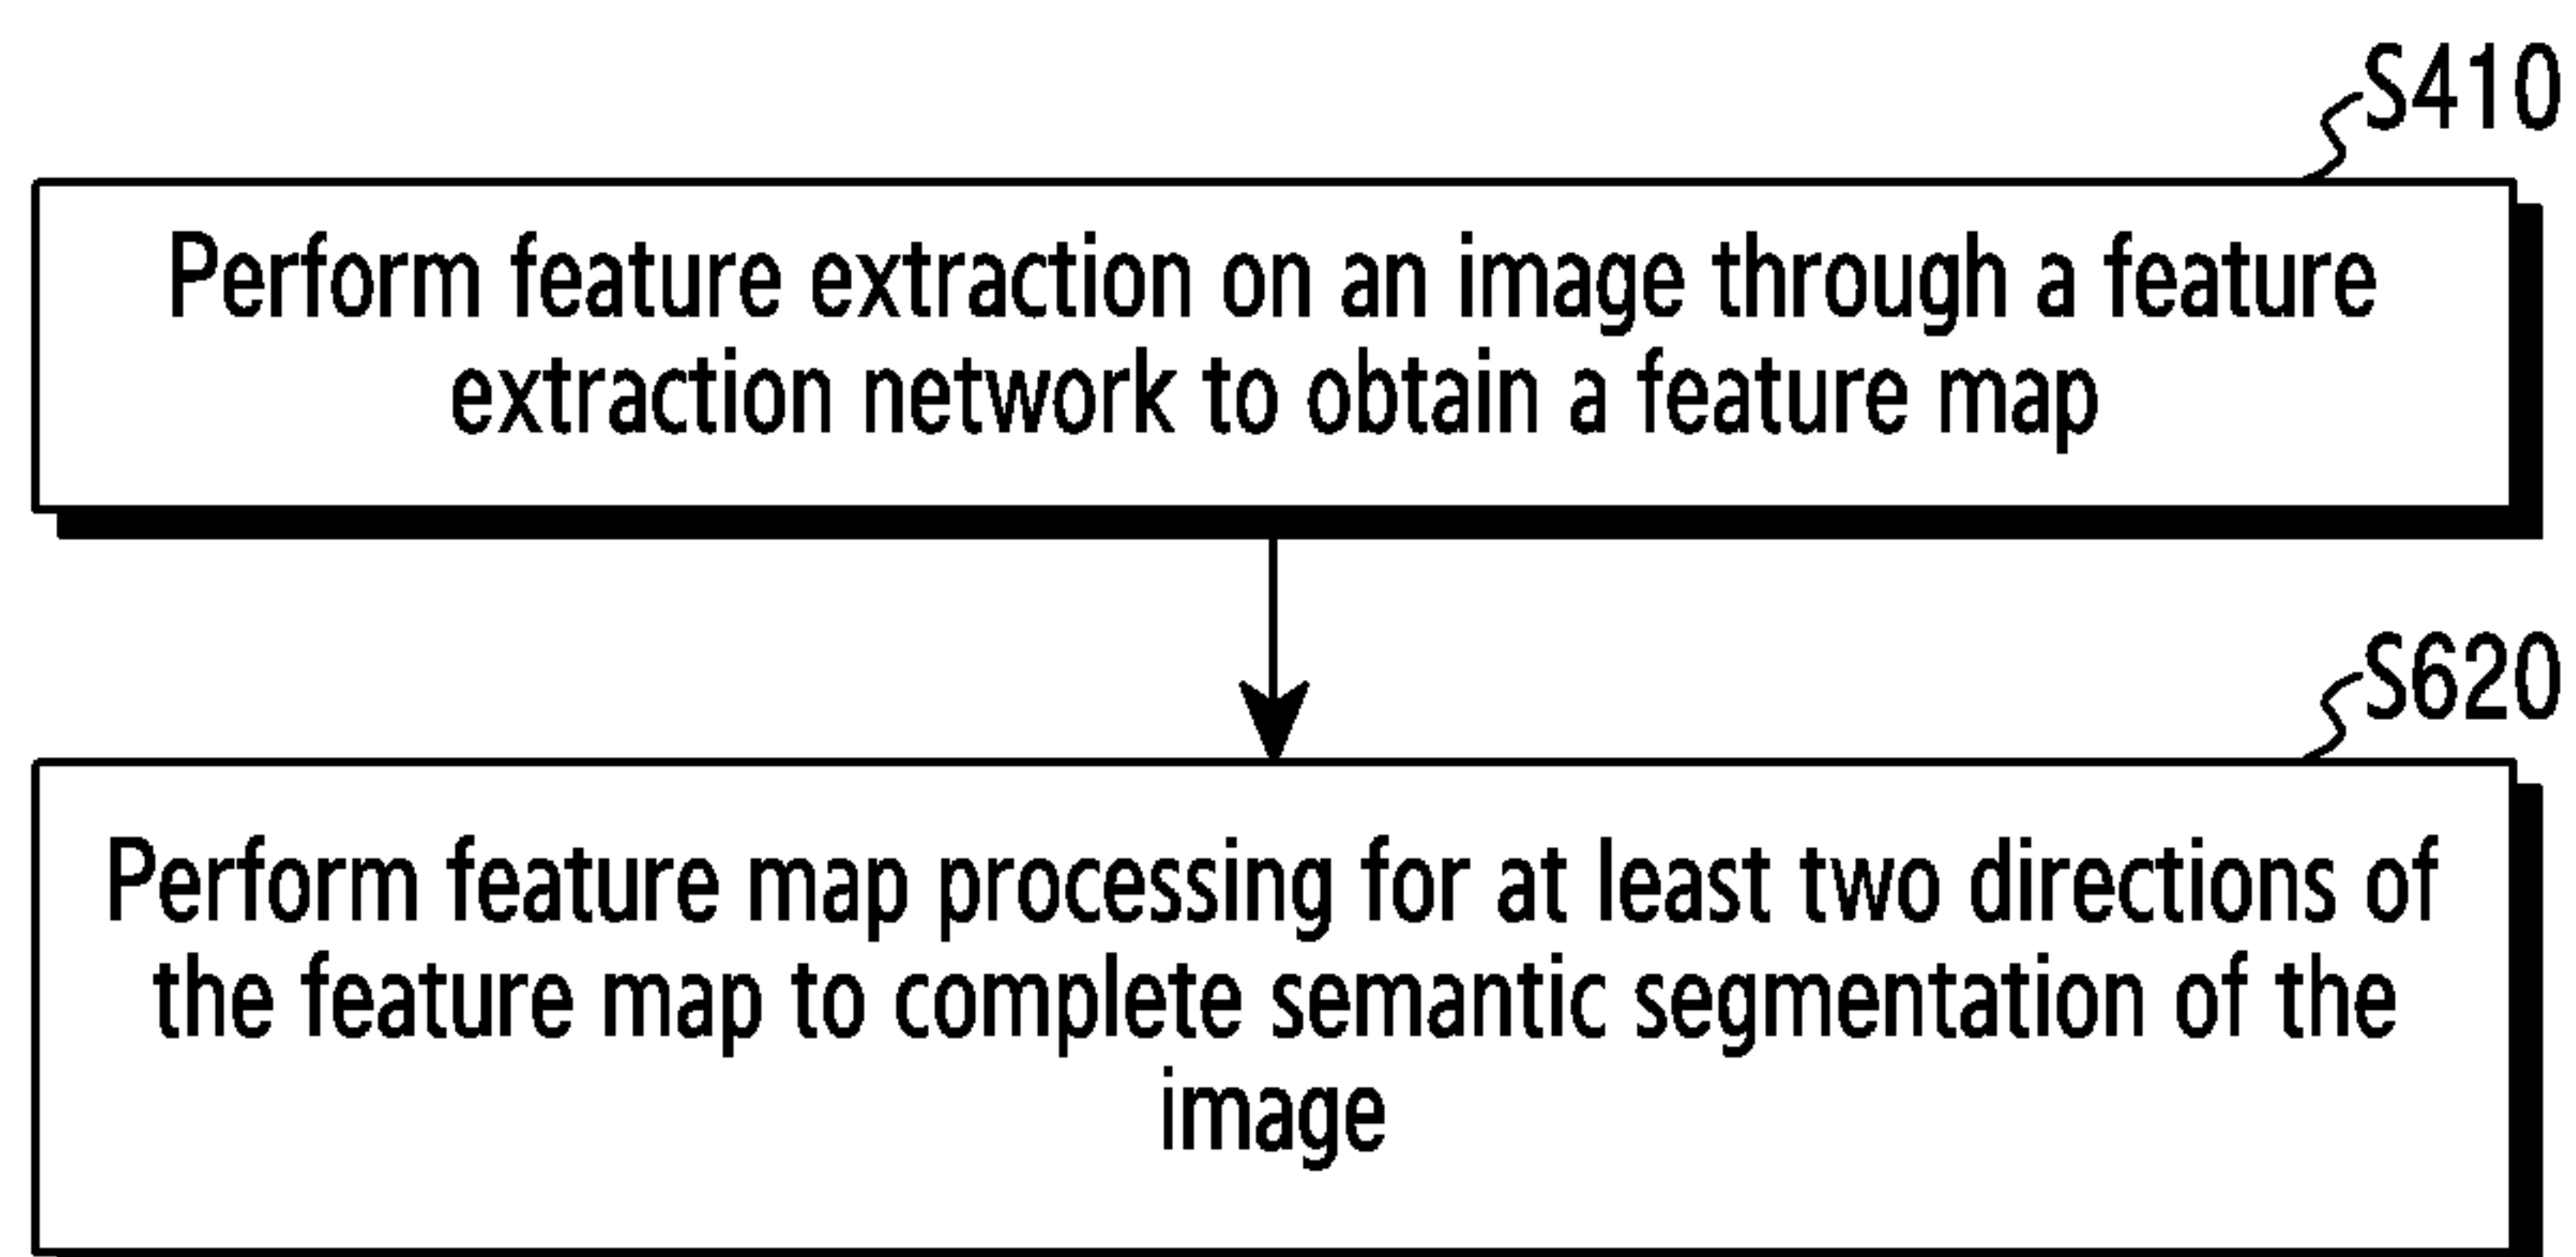 S410
Perform feature extraction on an image through a feature
extraction network to obtain a feature map
S620
Perform feature map processing for at least two directions of
the feature map to complete semantic segmentation of the
image